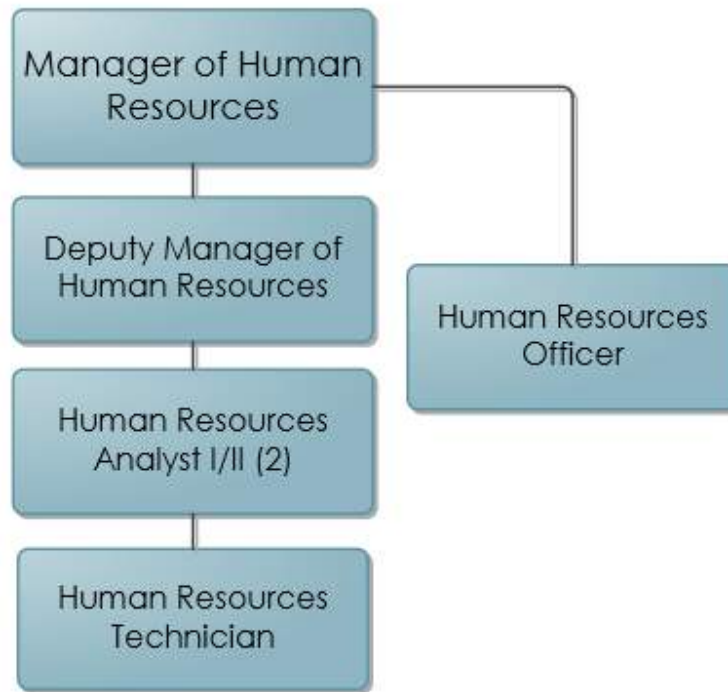 Manager of Human
Resources
Deputy Manager of
Human Resources
Human Resources
Officer
Human Resources
Analyst I/II (2)
Human Resources
Technician